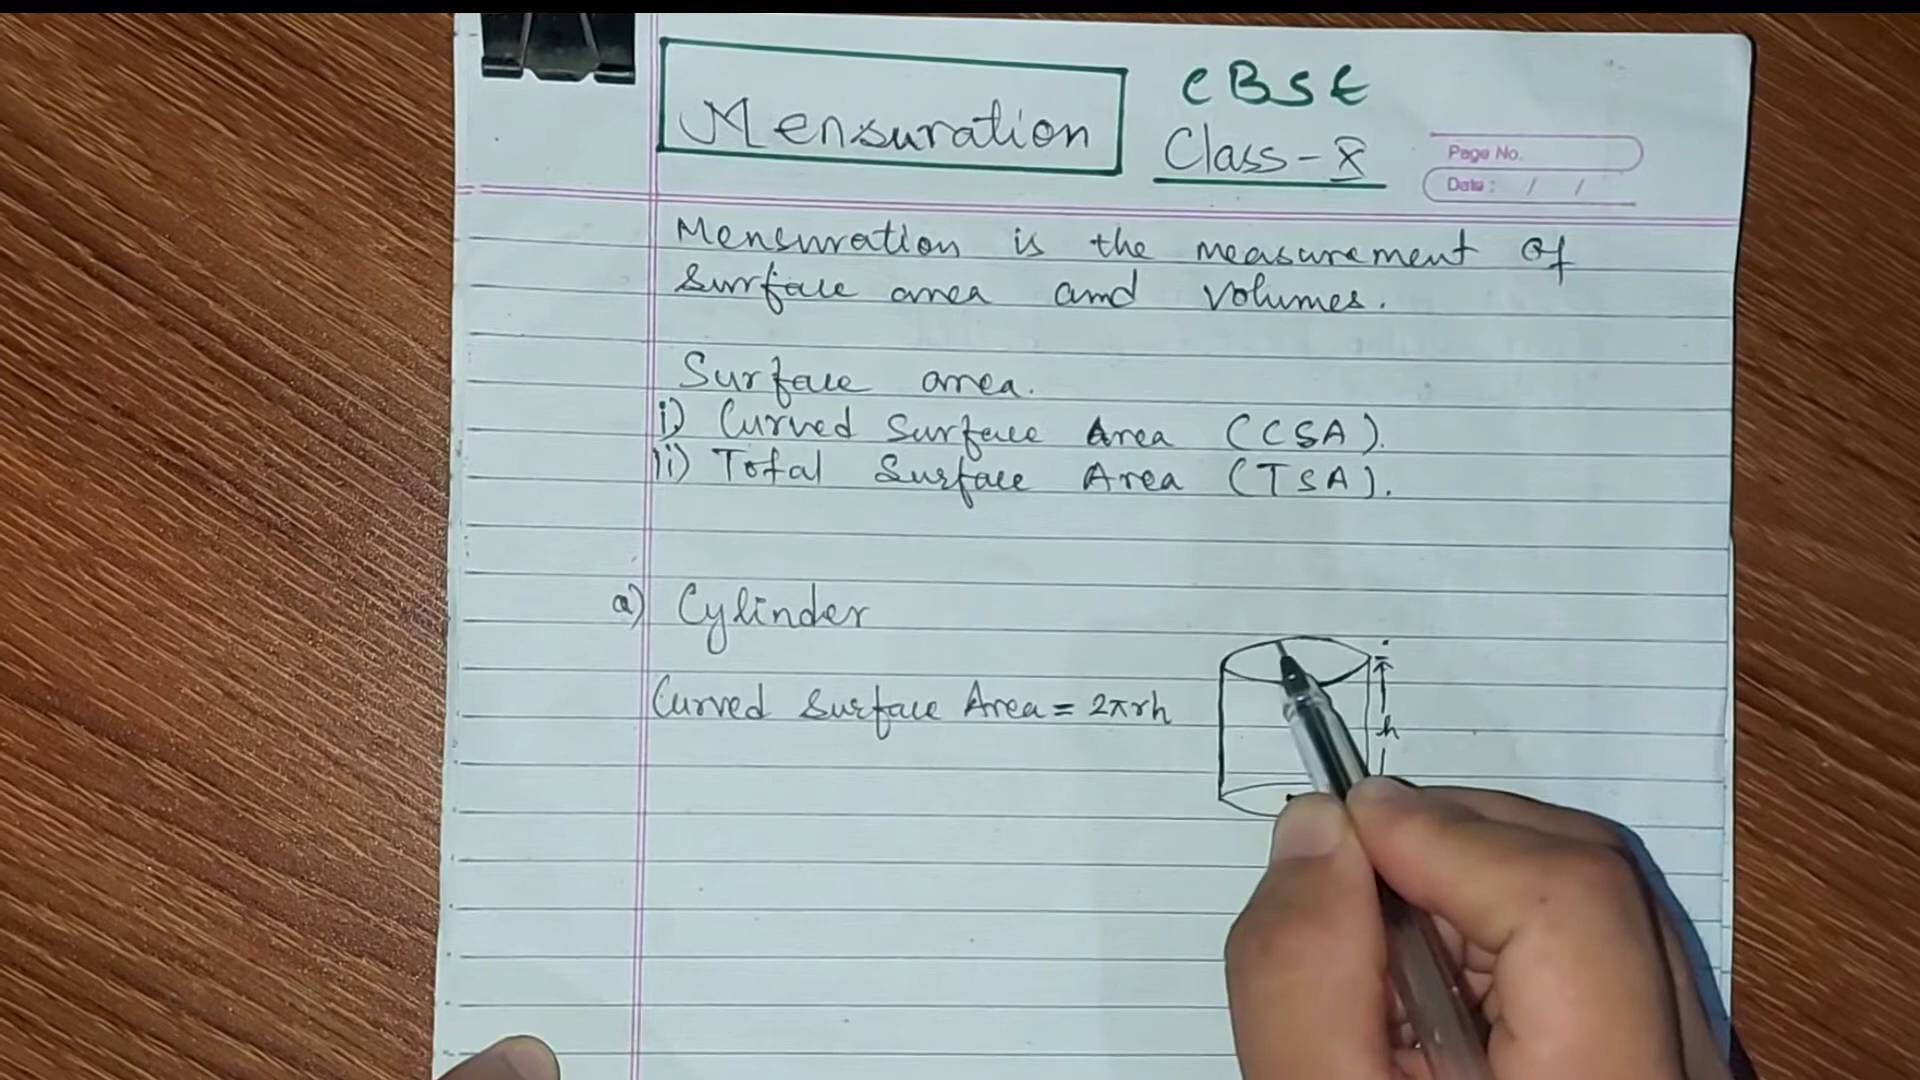 Mensuration
CBSE
Class-X
Page No.
Date: / /
Mensuration is the measurement of
surface area and volumes.
Surface area.
i) Curved Surface Area (CSA).
ii) Total Surface Area (TSA).
a) Cylinder
Curved Surface Area = 2πrh
h